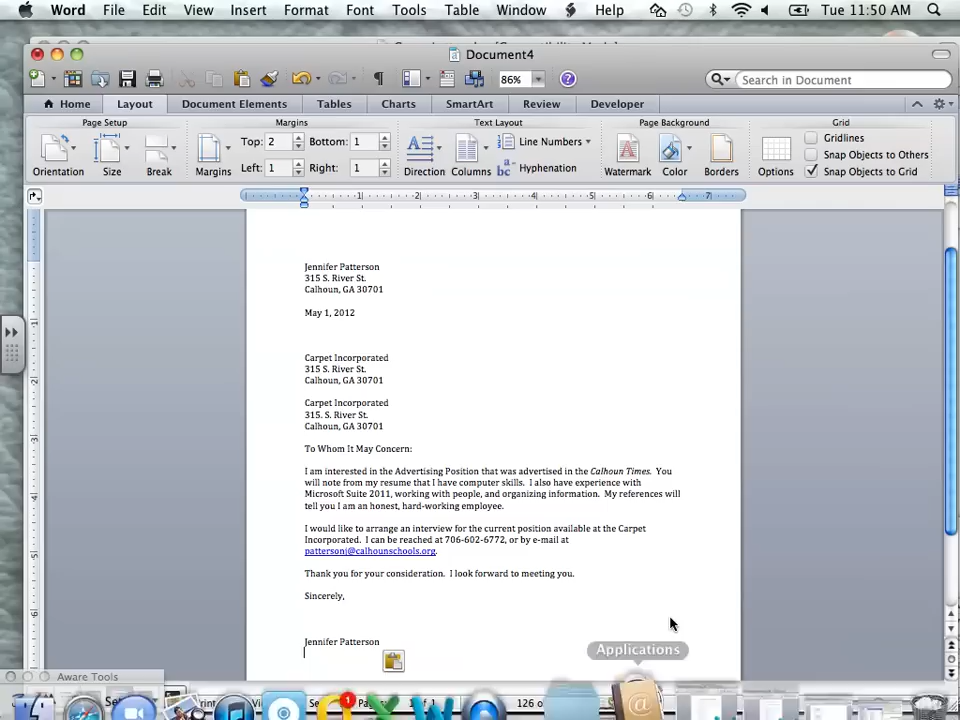 Word File Edit View Insert Format Font Tools Table Window Help Tue 11:50 AM
Document4
86% Search in Document
Home Layout Document Elements Tables Charts SmartArt Review Developer
Page Setup Margins Text Layout Page Background Grid
Orientation Size Break Margins Top: 2 Bottom: 1 Left: 1 Right: 1 Direction Columns Line Numbers Hyphenation Watermark Color Borders Options Gridlines Snap Objects to Others Snap Objects to Grid
1 2 3 4 5 6 7
Jennifer Patterson
315 S. River St.
Calhoun, GA 30701
May 1, 2012
Carpet Incorporated
315 S. River St.
Calhoun, GA 30701
Carpet Incorporated
315. S. River St.
Calhoun, GA 30701
To Whom It May Concern:
I am interested in the Advertising Position that was advertised in the Calhoun Times. You
will note from my resume that I have computer skills. I also have experience with
Microsoft Suite 2011, working with people, and organizing information. My references will
tell you I am an honest, hard-working employee.
I would like to arrange an interview for the current position available at the Carpet
Incorporated. I can be reached at 706-602-6772, or by e-mail at
pattersonj@calhounschools.org.
Thank you for your consideration. I look forward to meeting you.
Sincerely,
Jennifer Patterson
Applications
Aware Tools
1
126 o